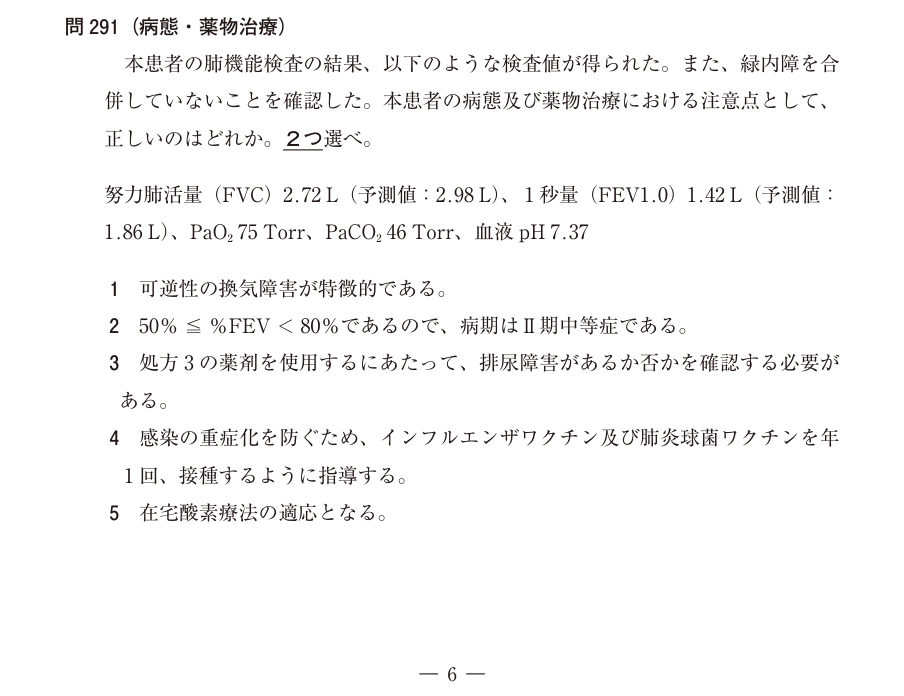 問 291（病態・薬物治療）
本患者の肺機能検査の結果、以下のような検査値が得られた。また、緑内障を合
併していないことを確認した。本患者の病態及び薬物治療における注意点として、
正しいのはどれか。２つ選べ。
努力肺活量（FVC）2.72 L（予測値：2.98 L）、１秒量（FEV1.0）1.42 L（予測値：
1.86 L）、PaO₂ 75 Torr、PaCO₂ 46 Torr、血液 pH 7.37
1　可逆性の換気障害が特徴的である。
2　50% ≦ %FEV < 80%であるので、病期はⅡ期中等症である。
3　処方３の薬剤を使用するにあたって、排尿障害があるか否かを確認する必要が
ある。
4　感染の重症化を防ぐため、インフルエンザワクチン及び肺炎球菌ワクチンを年
１回、接種するように指導する。
5　在宅酸素療法の適応となる。
— 6 —